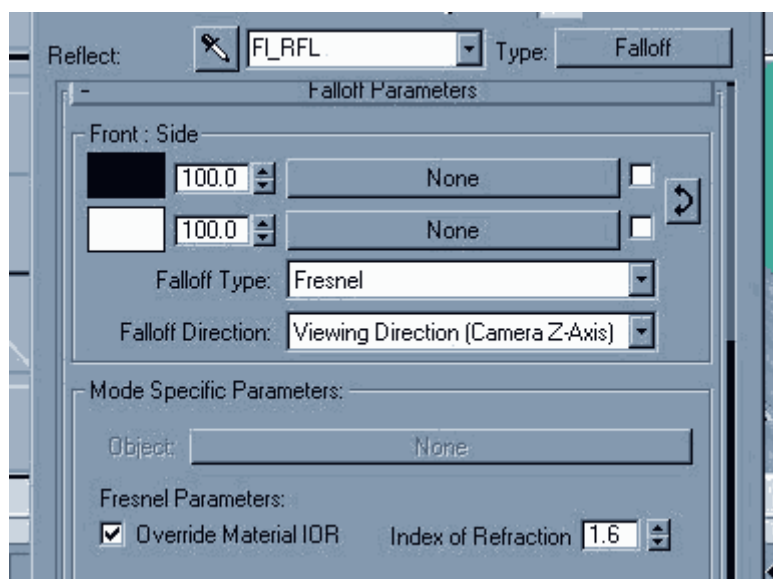 Reflect: Fl_RFL Type: Falloff
- Falloff Parameters
Front : Side
100.0 None
100.0 None
Falloff Type: Fresnel
Falloff Direction: Viewing Direction (Camera Z-Axis)
Mode Specific Parameters:
Object: None
Fresnel Parameters:
Override Material IOR Index of Refraction 1.6